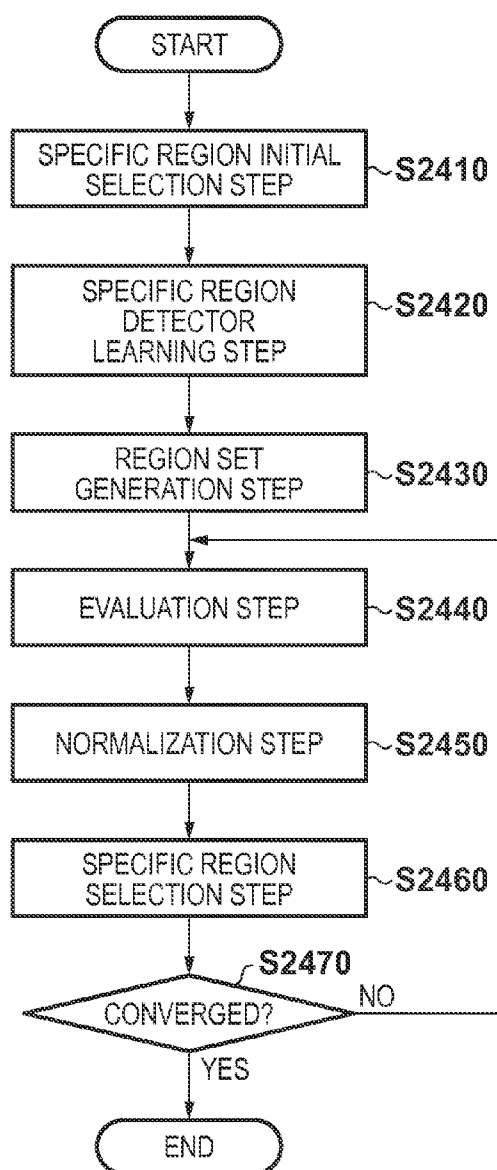 START
SPECIFIC REGION INITIAL
SELECTION STEP
S2410
SPECIFIC REGION
DETECTOR
LEARNING STEP
S2420
REGION SET
GENERATION STEP
S2430
EVALUATION STEP
S2440
NORMALIZATION STEP
S2450
SPECIFIC REGION
SELECTION STEP
S2460
S2470
CONVERGED?
NO
YES
END